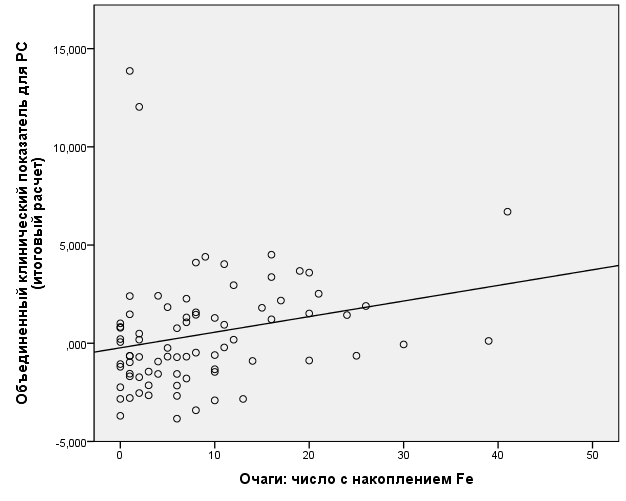 Объединенный клинический показатель для РС
(итоговый расчет)
15,000
10,000
5,000
,000
-5,000
0 10 20 30 40 50
Очаги: число с накоплением Fe